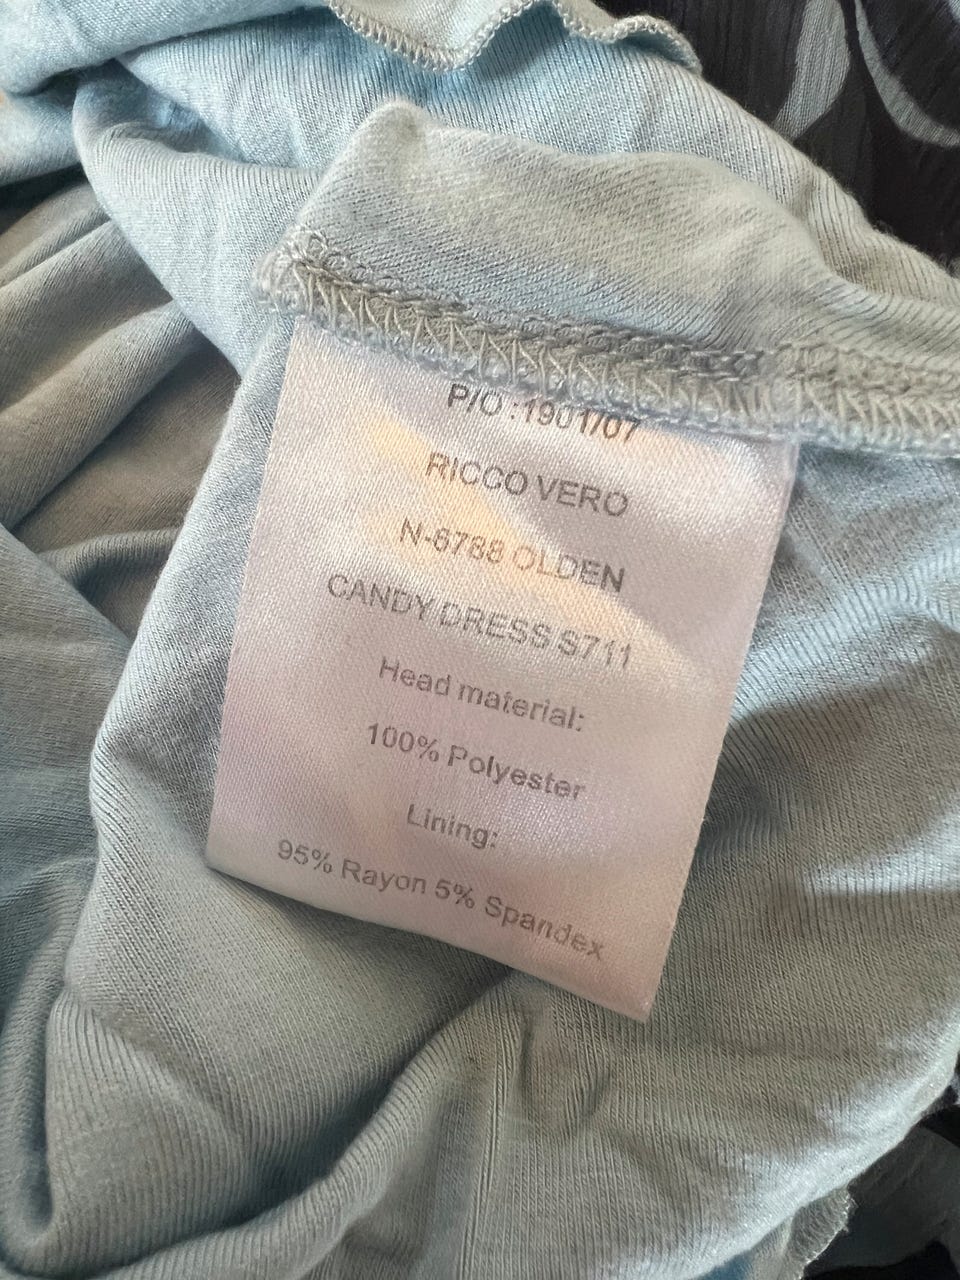 P/O :1901/07
RICCO VERO
N-6788 OLDEN
CANDY DRESS S711
Head material:
100% Polyester
Lining:
95% Rayon 5% Spandex